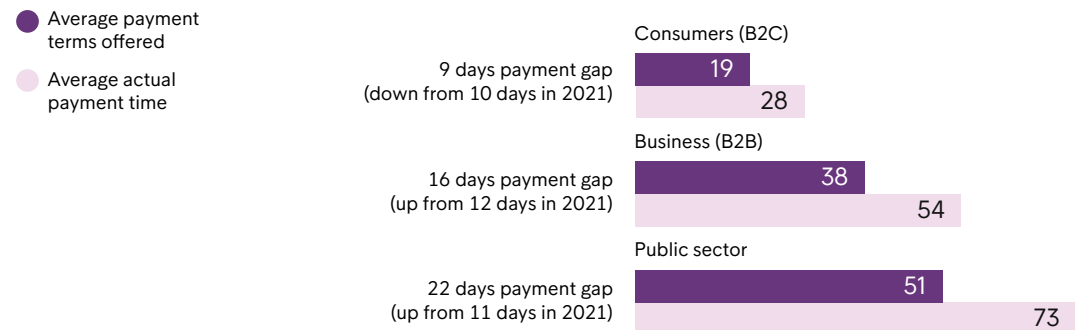 Average payment
terms offered
Average actual
payment time
Consumers (B2C)
9 days payment gap
(down from 10 days in 2021)
19
28
Business (B2B)
16 days payment gap
(up from 12 days in 2021)
38
54
Public sector
22 days payment gap
(up from 11 days in 2021)
51
73